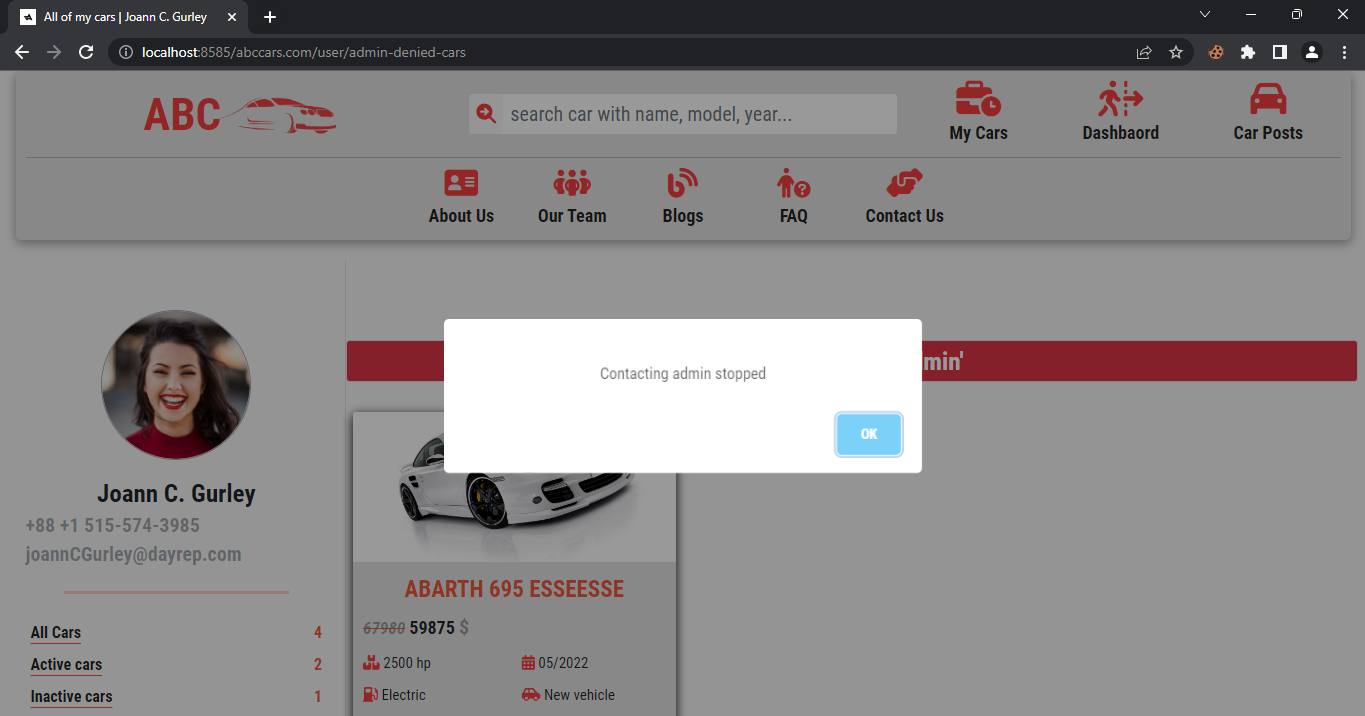 All of my cars | Joann C. Gurley
localhost:8585/abccars.com/user/admin-denied-cars
ABC
search car with name, model, year...
My Cars
Dashbaord
Car Posts
About Us
Our Team
Blogs
FAQ
Contact Us
min'
Contacting admin stopped
OK
Joann C. Gurley
+88 +1 515-574-3985
joannCGurley@dayrep.com
All Cars 4
Active cars 2
Inactive cars 1
ABARTH 695 ESSEESSE
67980 59875 $
2500 hp 05/2022
Electric New vehicle